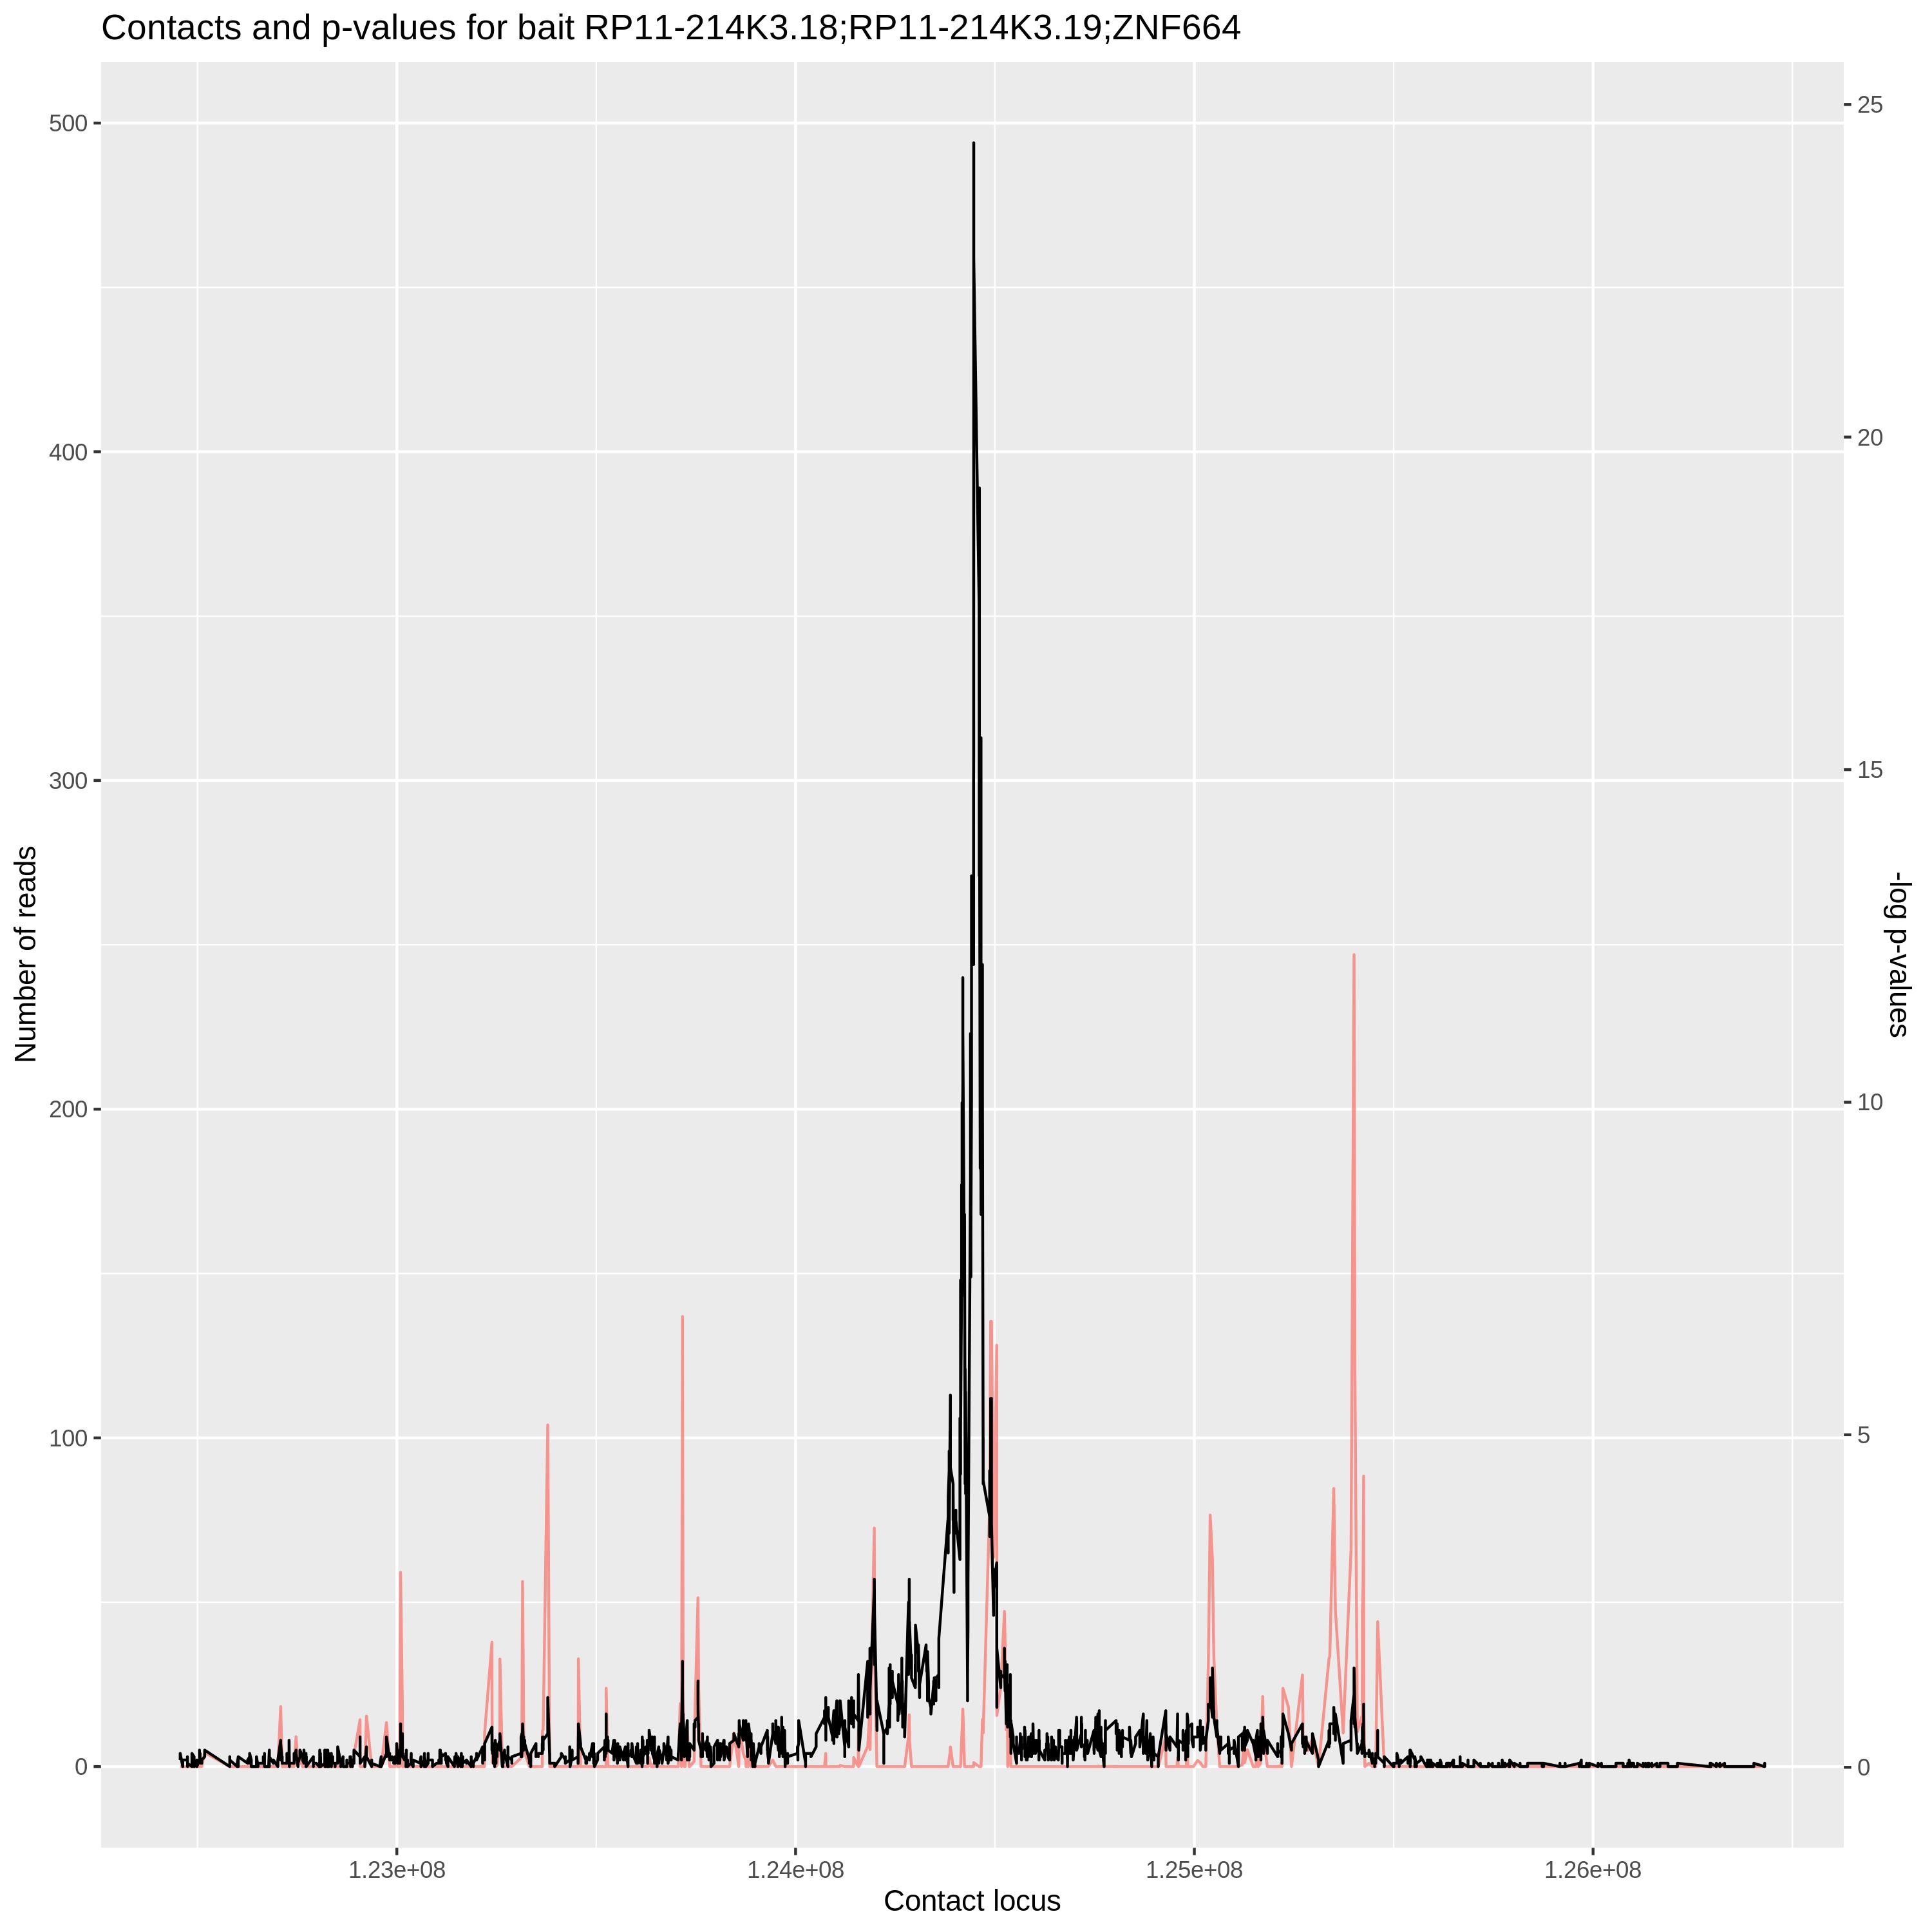 Contacts and p-values for bait RP11-214K3.18;RP11-214K3.19;ZNF664
500
400
300
200
100
0
Number of reads
25
20
15
10
5
0
-log p-values
1.23e+08 1.24e+08 1.25e+08 1.26e+08
Contact locus